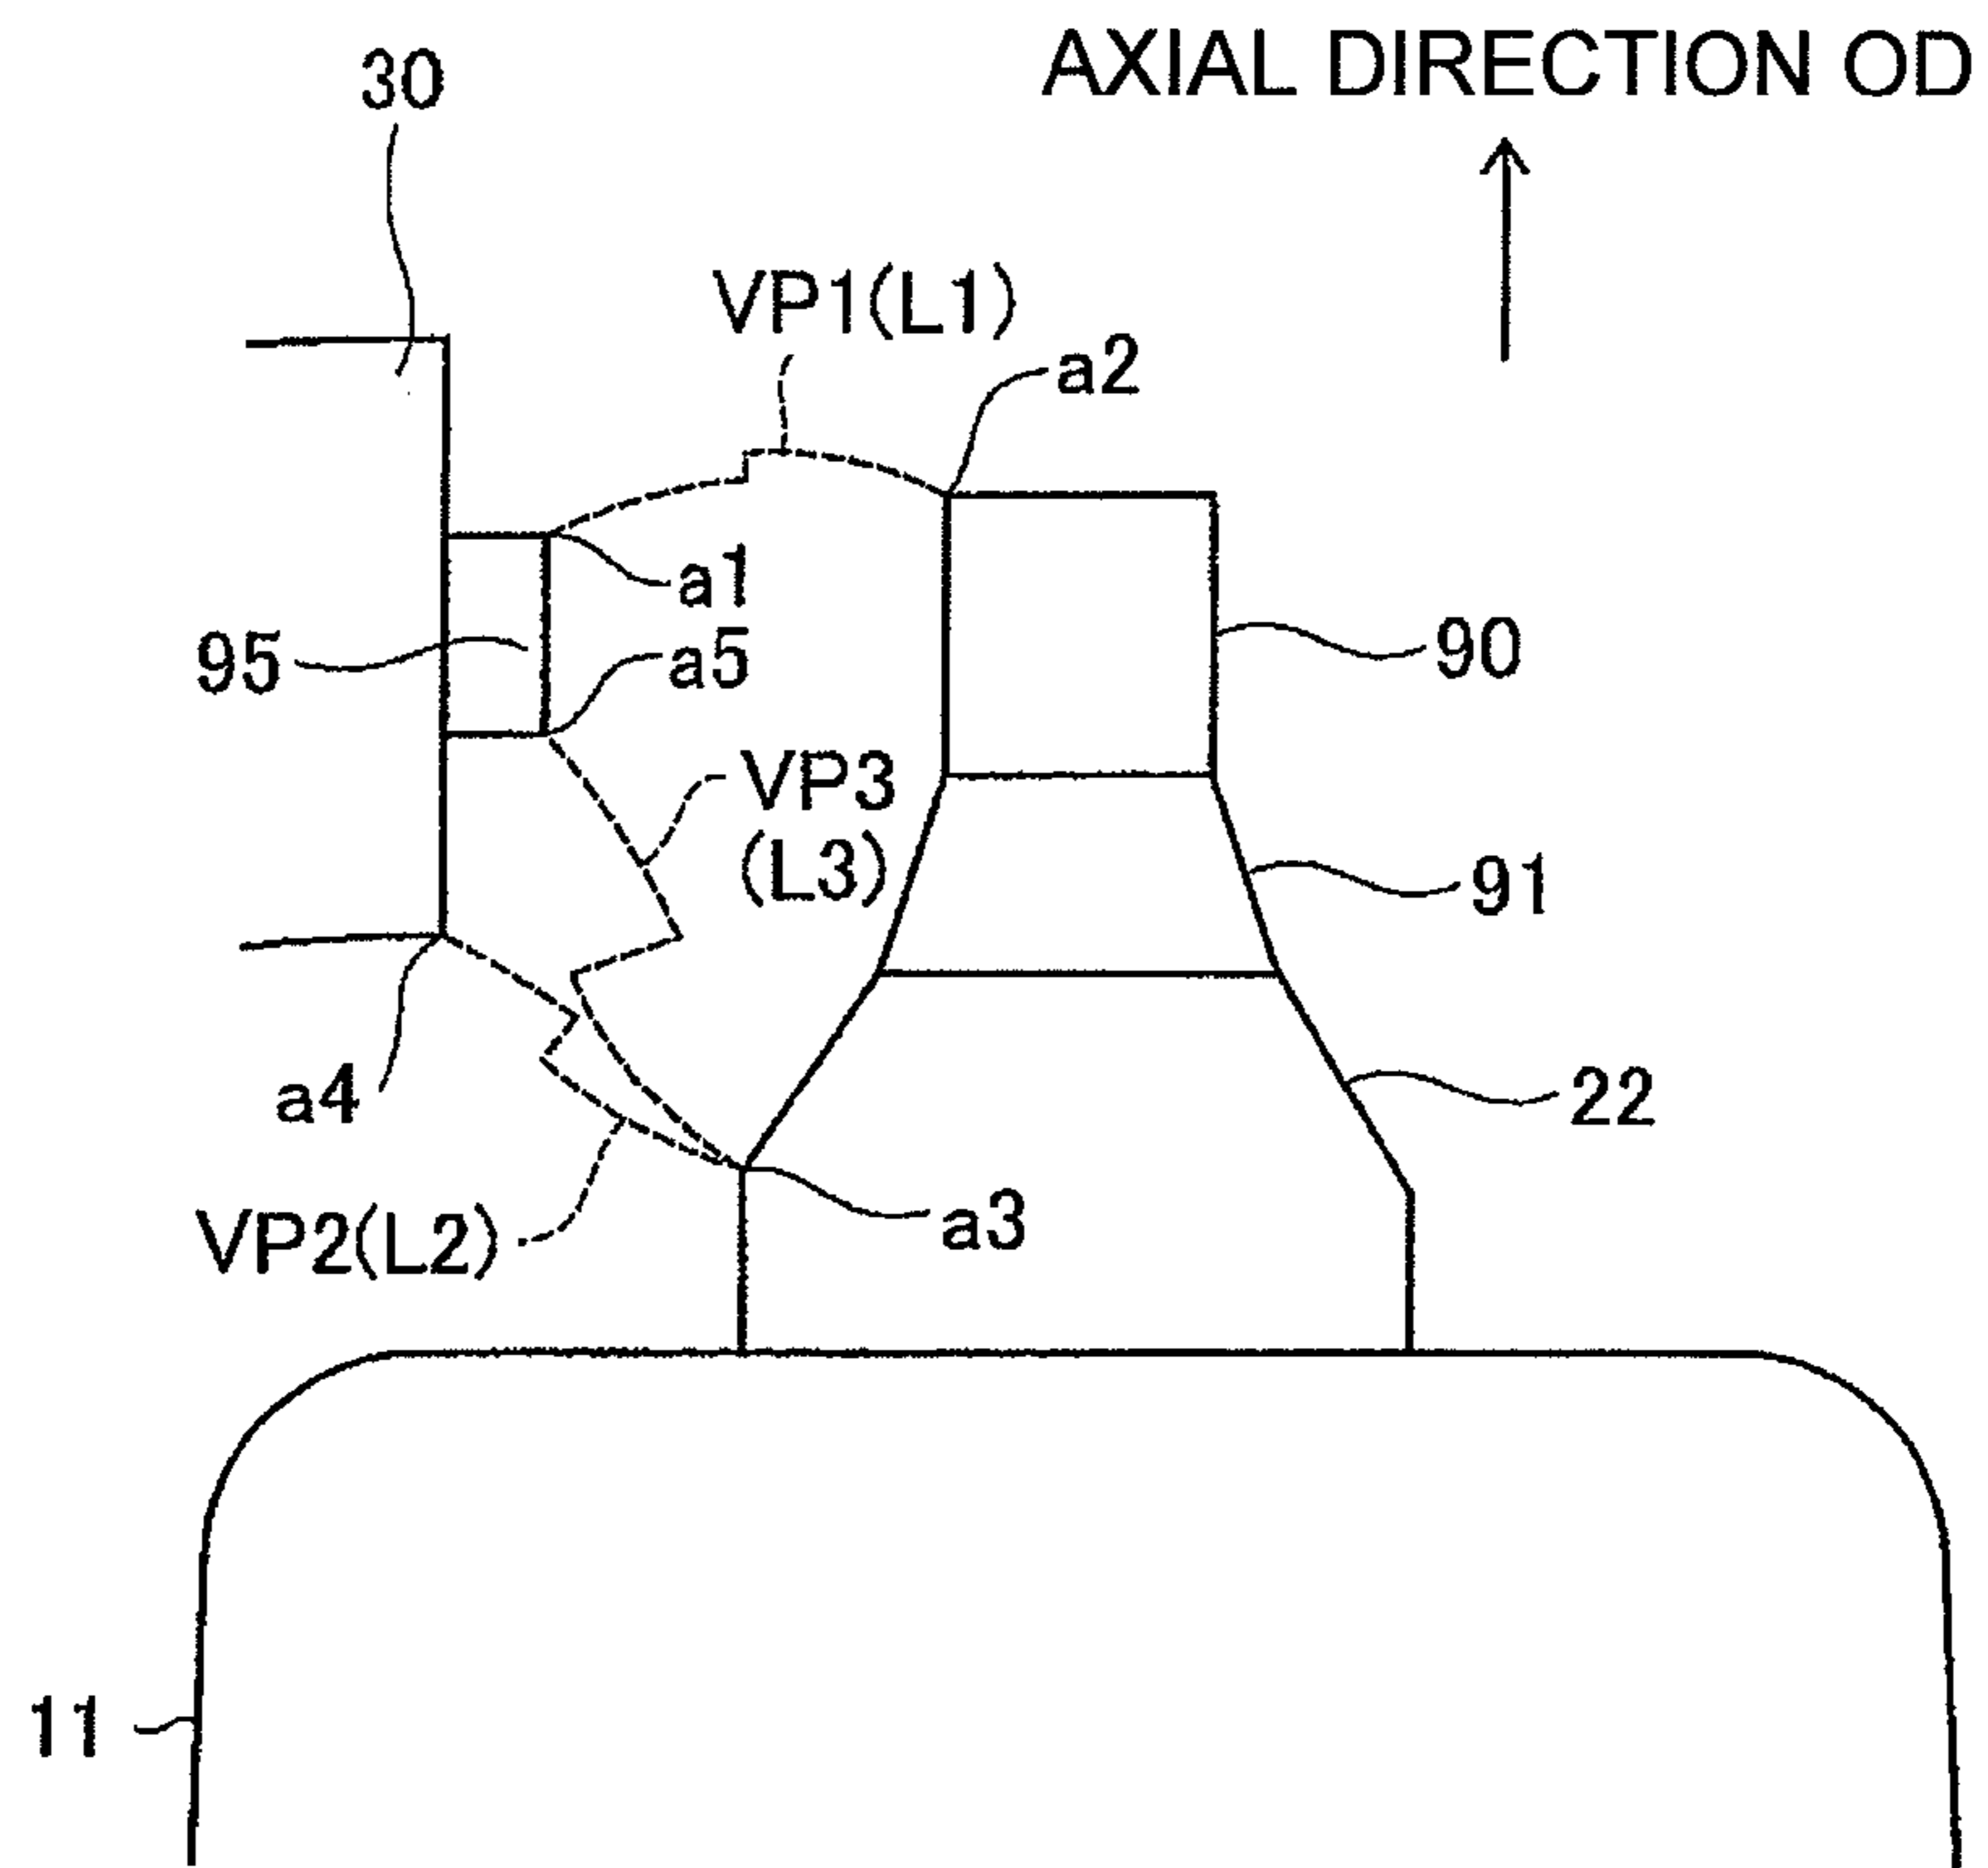 AXIAL DIRECTION OD
30
VP1(L1)
a2
a1
95
a5
90
VP3
(L3)
91
a4
22
VP2(L2)
a3
11